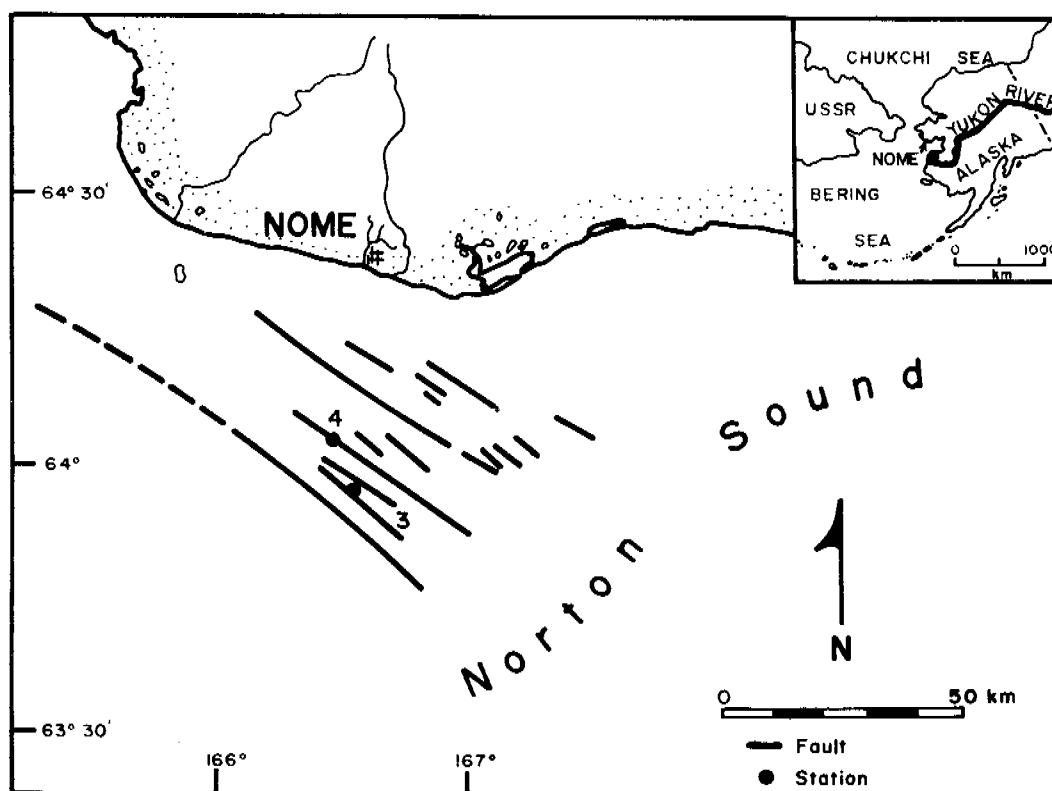 CHUKCHI SEA
USSR
YUKON RIVER
NOME
ALASKA
BERING
SEA
0 1000
km
64° 30'
NOME
4
64°
3
Norton Sound
N
0 50 km
63° 30'
166° 167°
Fault
Station